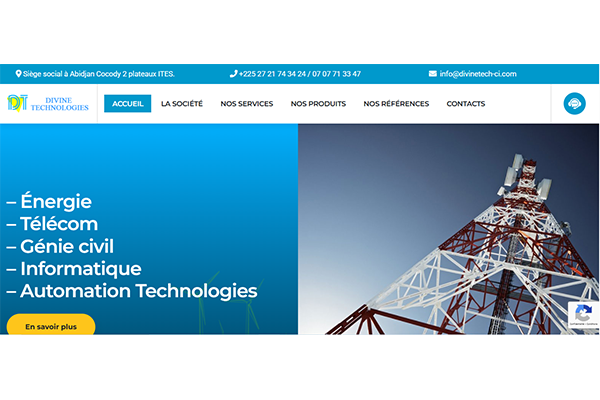 Siège social à Abidjan Cocody 2 plateaux ITES.
+225 27 21 74 34 24 / 07 07 71 33 47
info@divinetech-ci.com
DT DIVINE
TECHNOLOGIES
ACCUEIL
LA SOCIÉTÉ
NOS SERVICES
NOS PRODUITS
NOS RÉFÉRENCES
CONTACTS
– Énergie
– Télécom
– Génie civil
– Informatique
– Automation Technologies
En savoir plus